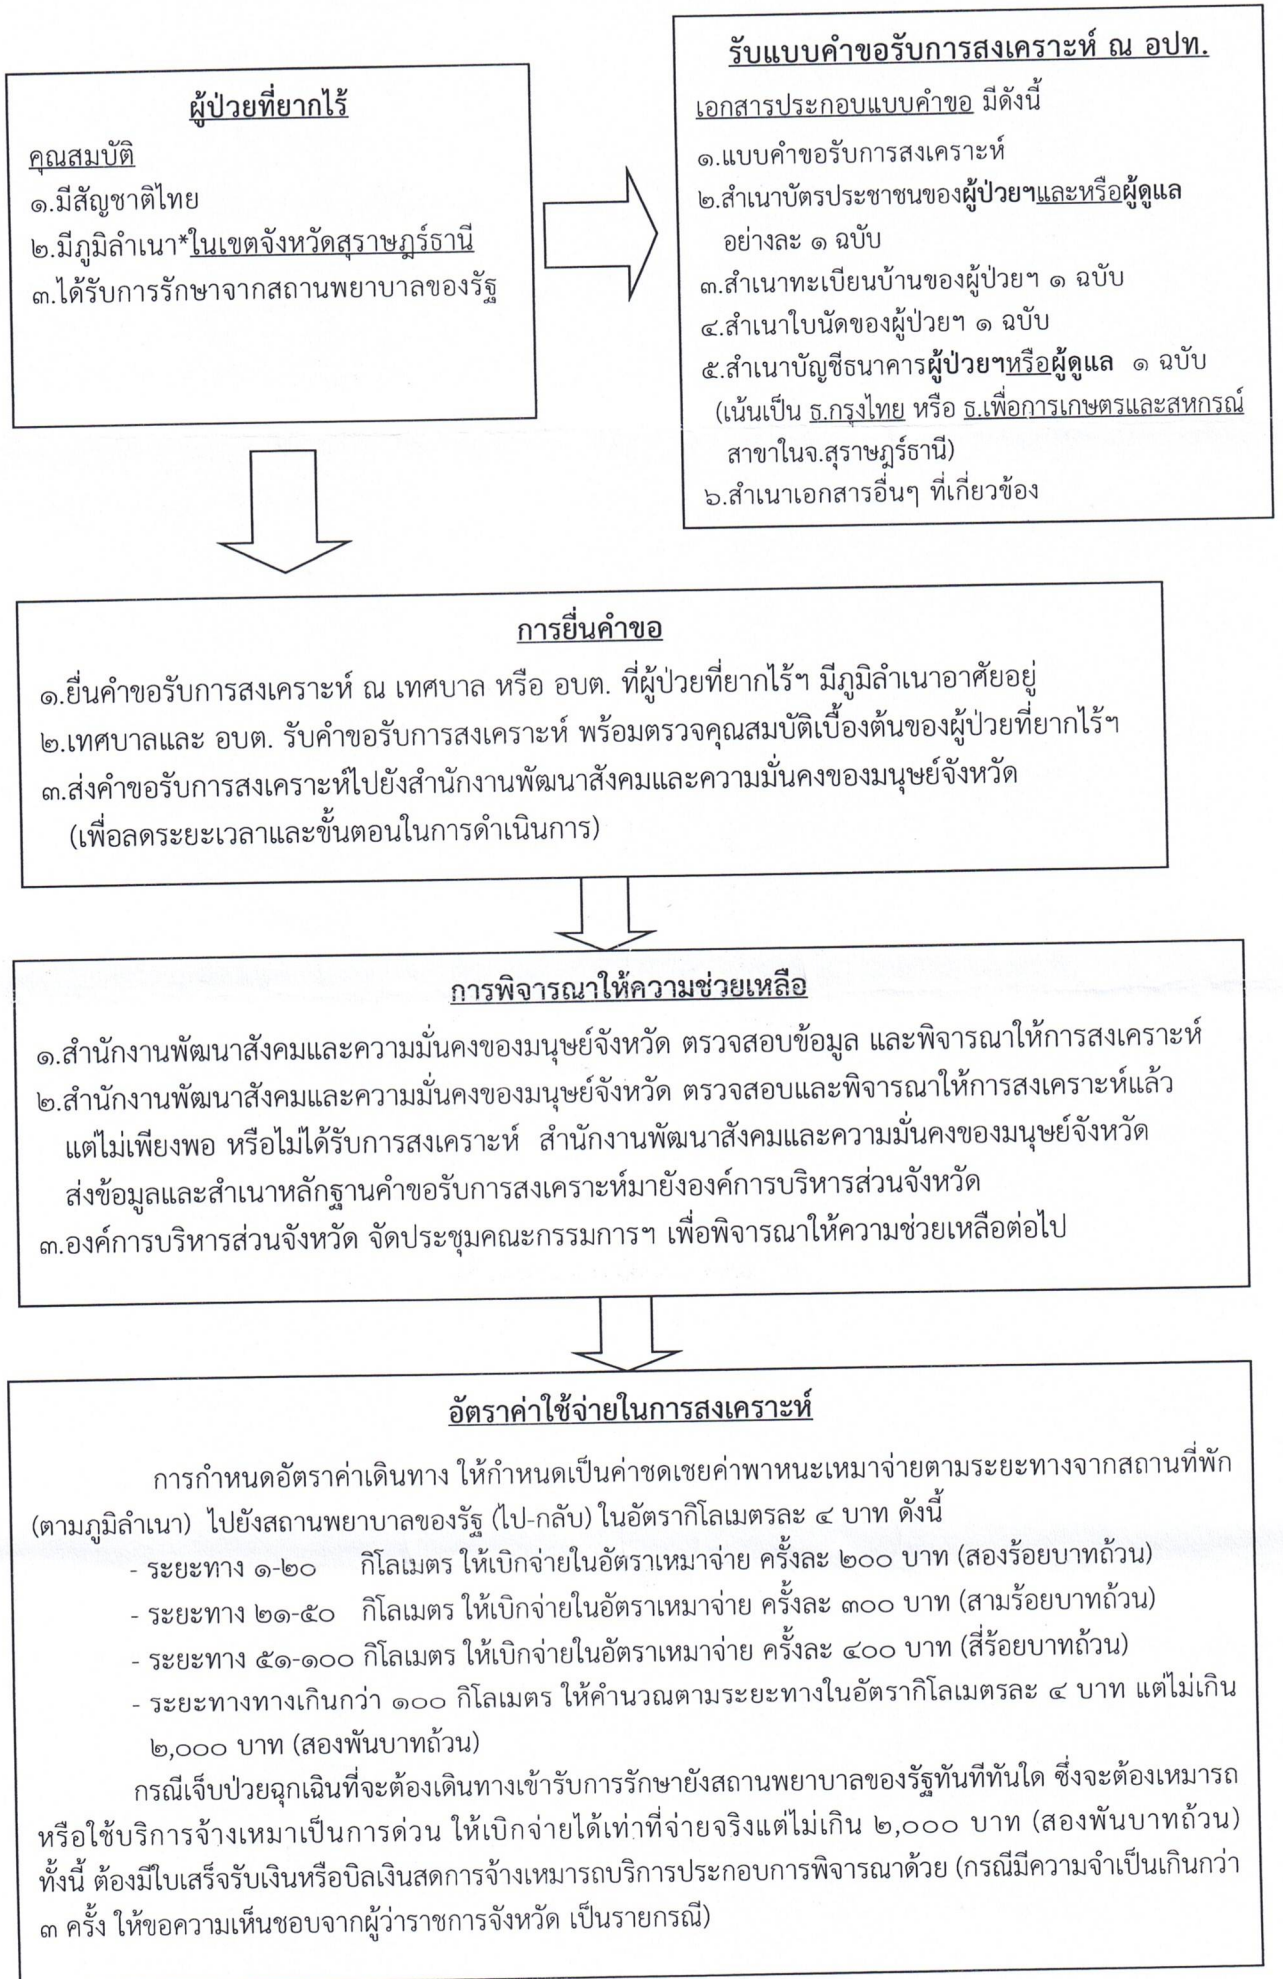 ผู้ป่วยที่ยากไร้
คุณสมบัติ
๑.มีสัญชาติไทย
๒.มีภูมิลำเนา*ในเขตจังหวัดสุราษฎร์ธานี
๓.ได้รับการรักษาจากสถานพยาบาลของรัฐ
รับแบบคำขอรับการสงเคราะห์ ณ อปท.
เอกสารประกอบแบบคำขอ มีดังนี้
๑.แบบคำขอรับการสงเคราะห์
๒.สำเนาบัตรประชาชนของผู้ป่วยฯและหรือผู้ดูแล
อย่างละ ๑ ฉบับ
๓.สำเนาทะเบียนบ้านของผู้ป่วยฯ ๑ ฉบับ
๔.สำเนาใบนัดของผู้ป่วยฯ ๑ ฉบับ
๕.สำเนาบัญชีธนาคารผู้ป่วยฯหรือผู้ดูแล ๑ ฉบับ
(เน้นเป็น ธ.กรุงไทย หรือ ธ.เพื่อการเกษตรและสหกรณ์
สาขาในจ.สุราษฎร์ธานี)
๖.สำเนาเอกสารอื่นๆ ที่เกี่ยวข้อง
การยื่นคำขอ
๑.ยื่นคำขอรับการสงเคราะห์ ณ เทศบาล หรือ อบต. ที่ผู้ป่วยที่ยากไร้ฯ มีภูมิลำเนาอาศัยอยู่
๒.เทศบาลและ อบต. รับคำขอรับการสงเคราะห์ พร้อมตรวจคุณสมบัติเบื้องต้นของผู้ป่วยที่ยากไร้ฯ
๓.ส่งคำขอรับการสงเคราะห์ไปยังสำนักงานพัฒนาสังคมและความมั่นคงของมนุษย์จังหวัด
(เพื่อลดระยะเวลาและขั้นตอนในการดำเนินการ)
การพิจารณาให้ความช่วยเหลือ
๑.สำนักงานพัฒนาสังคมและความมั่นคงของมนุษย์จังหวัด ตรวจสอบข้อมูล และพิจารณาให้การสงเคราะห์
๒.สำนักงานพัฒนาสังคมและความมั่นคงของมนุษย์จังหวัด ตรวจสอบและพิจารณาให้การสงเคราะห์แล้ว
แต่ไม่เพียงพอ หรือไม่ได้รับการสงเคราะห์ สำนักงานพัฒนาสังคมและความมั่นคงของมนุษย์จังหวัด
ส่งข้อมูลและสำเนาหลักฐานคำขอรับการสงเคราะห์มายังองค์การบริหารส่วนจังหวัด
๓.องค์การบริหารส่วนจังหวัด จัดประชุมคณะกรรมการฯ เพื่อพิจารณาให้ความช่วยเหลือต่อไป
อัตราค่าใช้จ่ายในการสงเคราะห์
การกำหนดอัตราค่าเดินทาง ให้กำหนดเป็นค่าชดเชยค่าพาหนะเหมาจ่ายตามระยะทางจากสถานที่พัก
(ตามภูมิลำเนา) ไปยังสถานพยาบาลของรัฐ (ไป-กลับ) ในอัตรากิโลเมตรละ ๔ บาท ดังนี้
- ระยะทาง ๑-๒๐ กิโลเมตร ให้เบิกจ่ายในอัตราเหมาจ่าย ครั้งละ ๒๐๐ บาท (สองร้อยบาทถ้วน)
- ระยะทาง ๒๑-๕๐ กิโลเมตร ให้เบิกจ่ายในอัตราเหมาจ่าย ครั้งละ ๓๐๐ บาท (สามร้อยบาทถ้วน)
- ระยะทาง ๕๑-๑๐๐ กิโลเมตร ให้เบิกจ่ายในอัตราเหมาจ่าย ครั้งละ ๔๐๐ บาท (สี่ร้อยบาทถ้วน)
- ระยะทางทางเกินกว่า ๑๐๐ กิโลเมตร ให้คำนวณตามระยะทางในอัตรากิโลเมตรละ ๔ บาท แต่ไม่เกิน
๒,๐๐๐ บาท (สองพันบาทถ้วน)
กรณีเจ็บป่วยฉุกเฉินที่จะต้องเดินทางเข้ารับการรักษายังสถานพยาบาลของรัฐทันทีทันใด ซึ่งจะต้องเหมารถ
หรือใช้บริการจ้างเหมาเป็นการด่วน ให้เบิกจ่ายได้เท่าที่จ่ายจริงแต่ไม่เกิน ๒,๐๐๐ บาท (สองพันบาทถ้วน)
ทั้งนี้ ต้องมีใบเสร็จรับเงินหรือบิลเงินสดการจ้างเหมารถบริการประกอบการพิจารณาด้วย (กรณีมีความจำเป็นเกินกว่า
๓ ครั้ง ให้ขอความเห็นชอบจากผู้ว่าราชการจังหวัด เป็นรายกรณี)